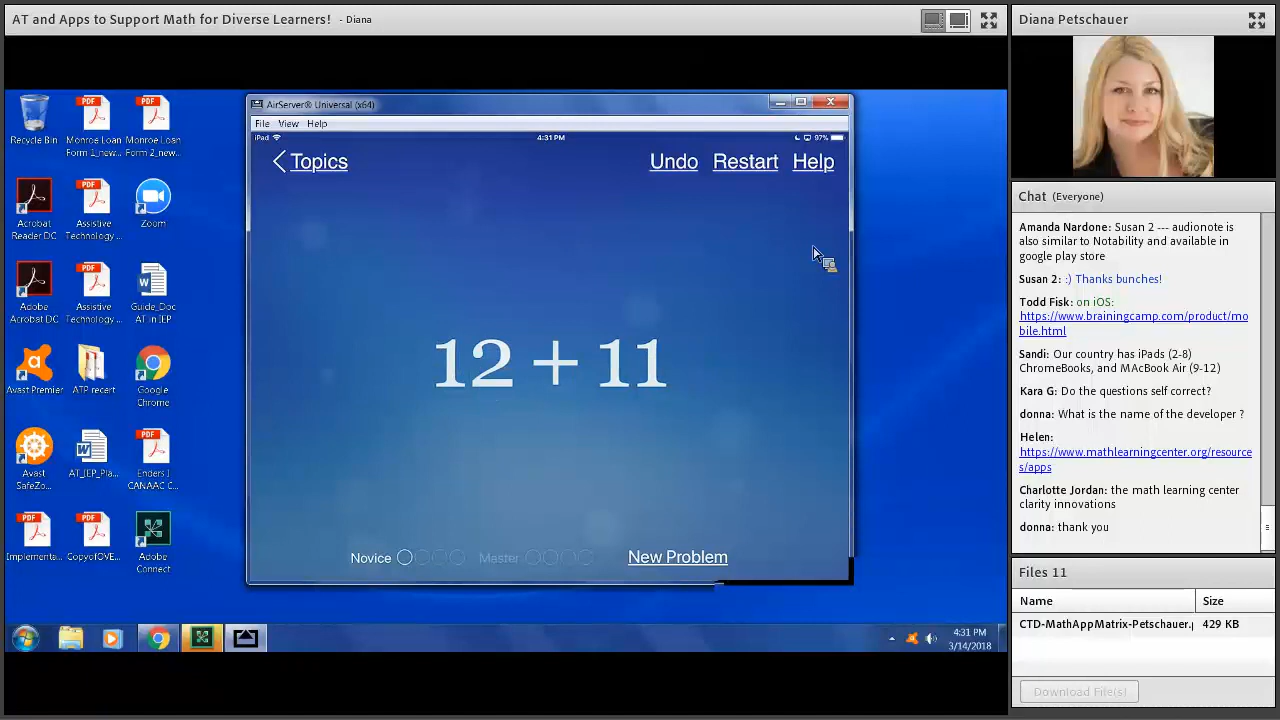 AT and Apps to Support Math for Diverse Learners! - Diana
Diana Petschauer
Recycle Bin
Monroe Loan
Form 1_new...
Monroe Loan
Form 2_new...
Acrobat
Reader DC
Assistive
Technology ...
Zoom
Adobe
Acrobat DC
Assistive
Technology...
Guide_Doc
AT in IEP
Avast Premier
ATP recert
Google
Chrome
Avast
SafeZo...
AT_IEP_Pla...
Enders J
CANAAC C...
Implementa...
CopyofOVE...
Adobe
Connect
AirServer® Universal (x64)
File View Help
iPad 4:31 PM 97%
Topics Undo Restart Help
12 + 11
Novice Master New Problem
4:31 PM
3/14/2018
Chat (Everyone)
Amanda Nardone: Susan 2 --- audionote is
also similar to Notability and available in
google play store
Susan 2: :) Thanks bunches!
Todd Fisk: on iOS:
https://www.brainingcamp.com/product/mo
bile.html
Sandi: Our country has iPads (2-8)
ChromeBooks, and MAcBook Air (9-12)
Kara G: Do the questions self correct?
donna: What is the name of the developer ?
Helen:
https://www.mathlearningcenter.org/resource
s/apps
Charlotte Jordan: the math learning center
clarity innovations
donna: thank you
Files 11
Name Size
CTD-MathAppMatrix-Petschauer.p 429 KB
Download File(s)